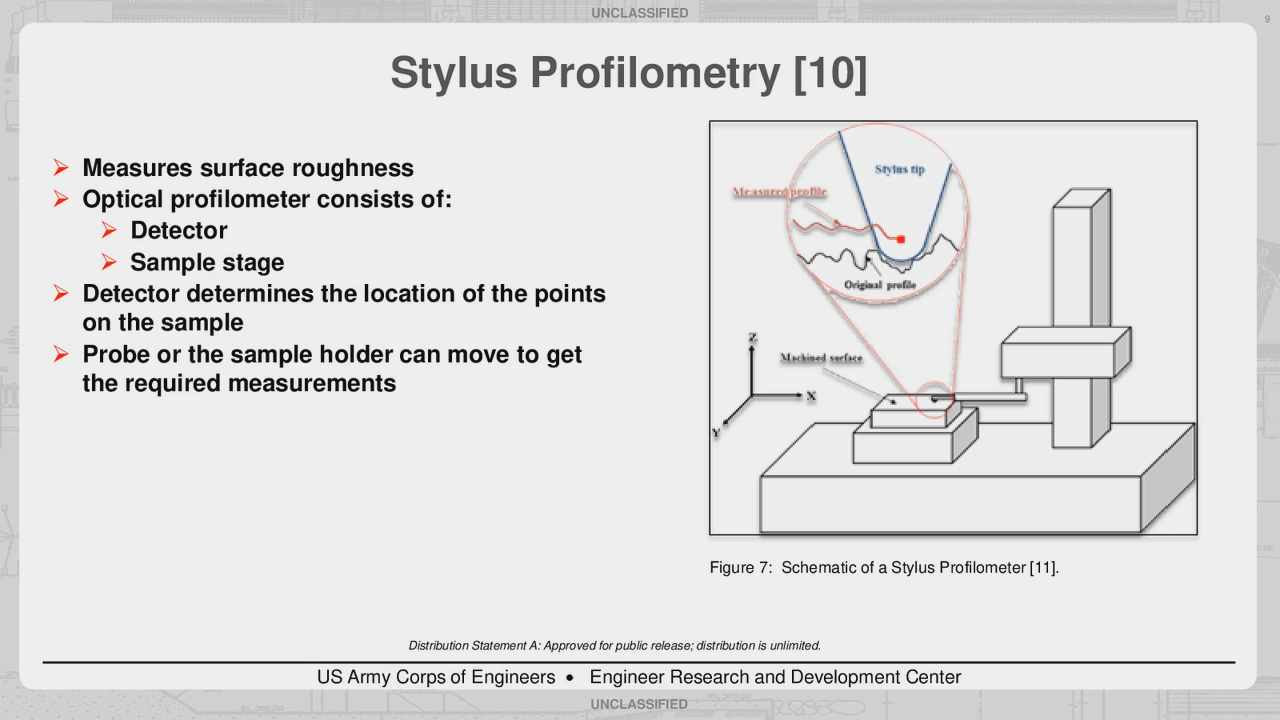 UNCLASSIFIED
9
Stylus Profilometry [10]
Measures surface roughness
Optical profilometer consists of:
Detector
Sample stage
Detector determines the location of the points
on the sample
Probe or the sample holder can move to get
the required measurements
Stylus tip
Measured profile
Original profile
Z
Machined surface
X
Y
Figure 7: Schematic of a Stylus Profilometer [11].
Distribution Statement A: Approved for public release; distribution is unlimited.
US Army Corps of Engineers • Engineer Research and Development Center
UNCLASSIFIED